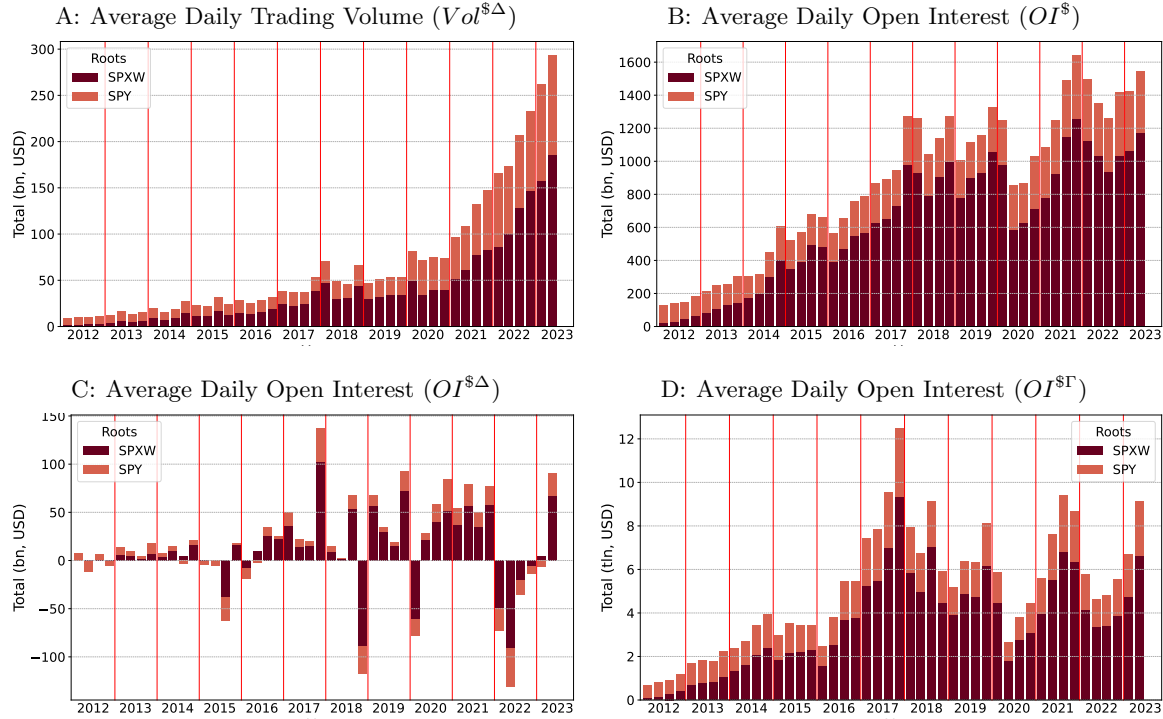 A: Average Daily Trading Volume (Vol^{$Δ})
Total (bn, USD)
300
250
200
150
100
50
0
Roots
SPXW
SPY
2012 2013 2014 2015 2016 2017 2018 2019 2020 2021 2022 2023
B: Average Daily Open Interest (OI^{$})
Total (bn, USD)
1600
1400
1200
1000
800
600
400
200
0
Roots
SPXW
SPY
2012 2013 2014 2015 2016 2017 2018 2019 2020 2021 2022 2023
C: Average Daily Open Interest (OI^{$Δ})
Total (bn, USD)
150
100
50
0
−50
−100
Roots
SPXW
SPY
2012 2013 2014 2015 2016 2017 2018 2019 2020 2021 2022 2023
D: Average Daily Open Interest (OI^{$Γ})
Total (tln, USD)
12
10
8
6
4
2
0
Roots
SPXW
SPY
2012 2013 2014 2015 2016 2017 2018 2019 2020 2021 2022 2023